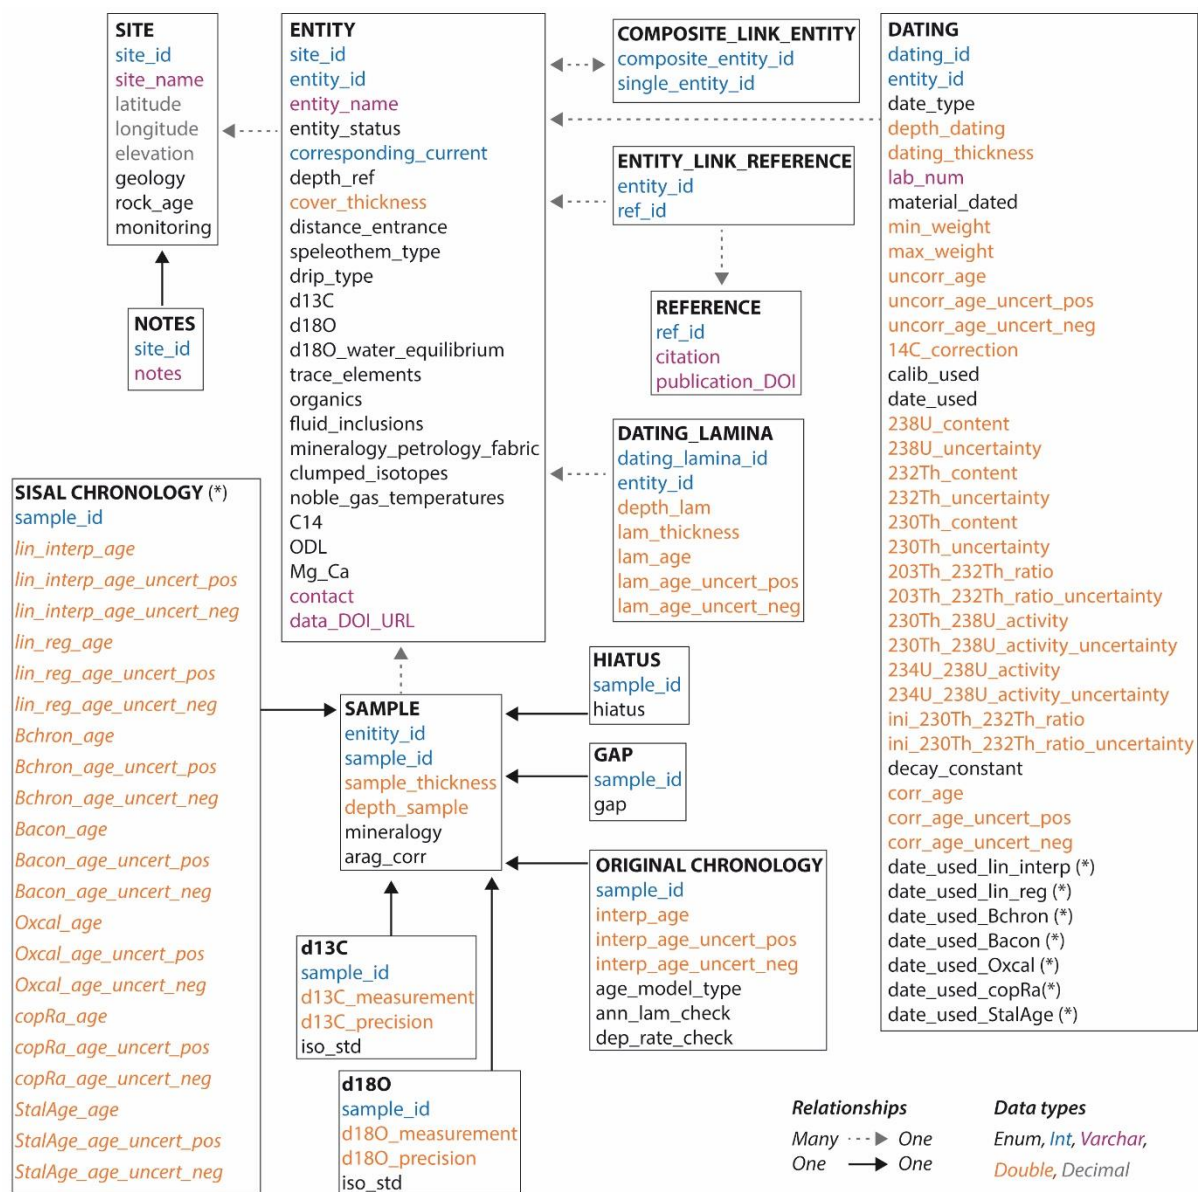 SITE
site_id
site_name
latitude
longitude
elevation
geology
rock_age
monitoring
NOTES
site_id
notes
ENTITY
site_id
entity_id
entity_name
entity_status
corresponding_current
depth_ref
cover_thickness
distance_entrance
speleothem_type
drip_type
d13C
d18O
d18O_water_equilibrium
trace_elements
organics
fluid_inclusions
mineralogy_petrology_fabric
clumped_isotopes
noble_gas_temperatures
C14
ODL
Mg_Ca
contact
data_DOI_URL
COMPOSITE_LINK_ENTITY
composite_entity_id
single_entity_id
ENTITY_LINK_REFERENCE
entity_id
ref_id
REFERENCE
ref_id
citation
publication_DOI
DATING_LAMINA
dating_lamina_id
entity_id
depth_lam
lam_thickness
lam_age
lam_age_uncert_pos
lam_age_uncert_neg
DATING
dating_id
entity_id
date_type
depth_dating
dating_thickness
lab_num
material_dated
min_weight
max_weight
uncorr_age
uncorr_age_uncert_pos
uncorr_age_uncert_neg
14C_correction
calib_used
date_used
238U_content
238U_uncertainty
232Th_content
232Th_uncertainty
230Th_content
230Th_uncertainty
203Th_232Th_ratio
203Th_232Th_ratio_uncertainty
230Th_238U_activity
230Th_238U_activity_uncertainty
234U_238U_activity
234U_238U_activity_uncertainty
ini_230Th_232Th_ratio
ini_230Th_232Th_ratio_uncertainty
decay_constant
corr_age
corr_age_uncert_pos
corr_age_uncert_neg
date_used_lin_interp (*)
date_used_lin_reg (*)
date_used_Bchron (*)
date_used_Bacon (*)
date_used_Oxcal (*)
date_used_copRa(*)
date_used_StalAge (*)
SISAL CHRONOLOGY (*)
sample_id
lin_interp_age
lin_interp_age_uncert_pos
lin_interp_age_uncert_neg
lin_reg_age
lin_reg_age_uncert_pos
lin_reg_age_uncert_neg
Bchron_age
Bchron_age_uncert_pos
Bchron_age_uncert_neg
Bacon_age
Bacon_age_uncert_pos
Bacon_age_uncert_neg
Oxcal_age
Oxcal_age_uncert_pos
Oxcal_age_uncert_neg
copRa_age
copRa_age_uncert_pos
copRa_age_uncert_neg
StalAge_age
StalAge_age_uncert_pos
StalAge_age_uncert_neg
SAMPLE
enitity_id
sample_id
sample_thickness
depth_sample
mineralogy
arag_corr
HIATUS
sample_id
hiatus
GAP
sample_id
gap
ORIGINAL CHRONOLOGY
sample_id
interp_age
interp_age_uncert_pos
interp_age_uncert_neg
age_model_type
ann_lam_check
dep_rate_check
d13C
sample_id
d13C_measurement
d13C_precision
iso_std
d18O
sample_id
d18O_measurement
d18O_precision
iso_std
Relationships
Many One
One One
Data types
Enum, Int, Varchar,
Double, Decimal